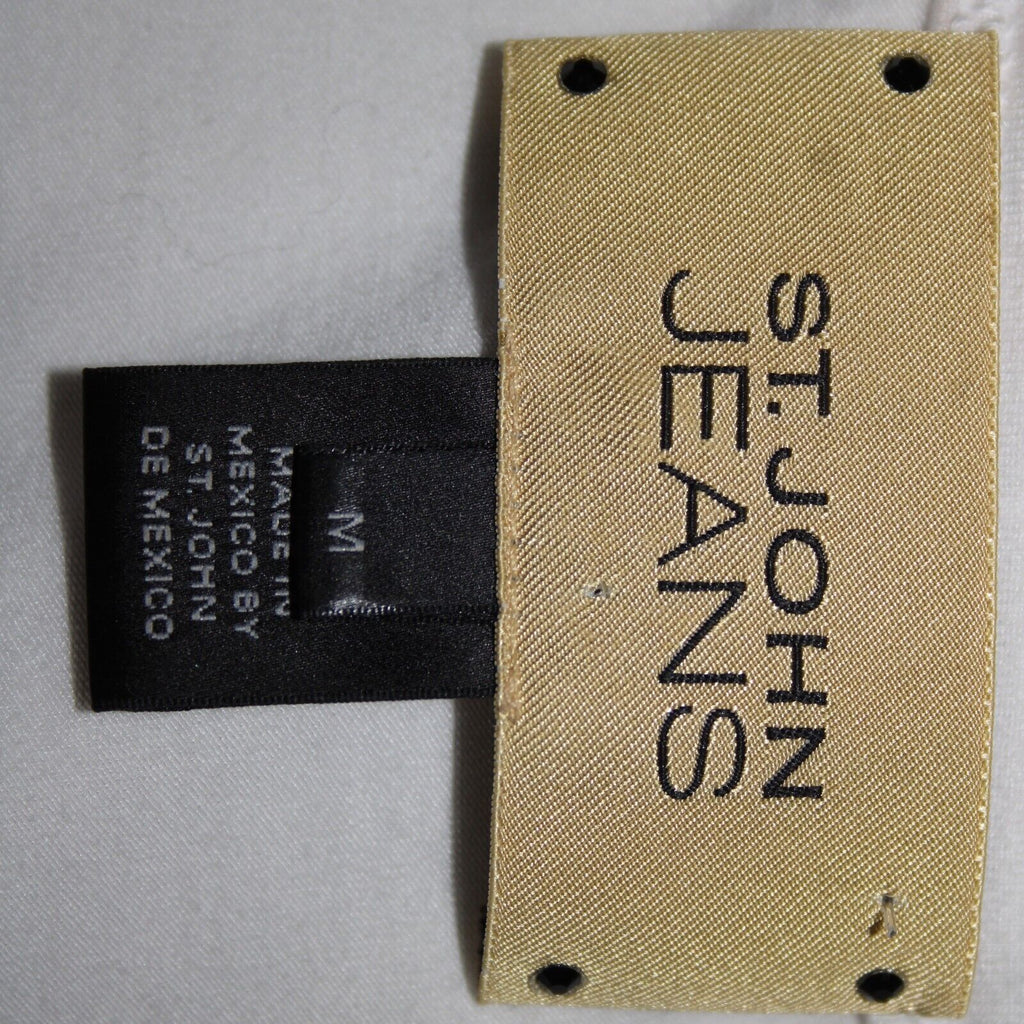 ST. JOHN
JEANS
M
MADE IN
MEXICO BY
ST. JOHN
DE MEXICO